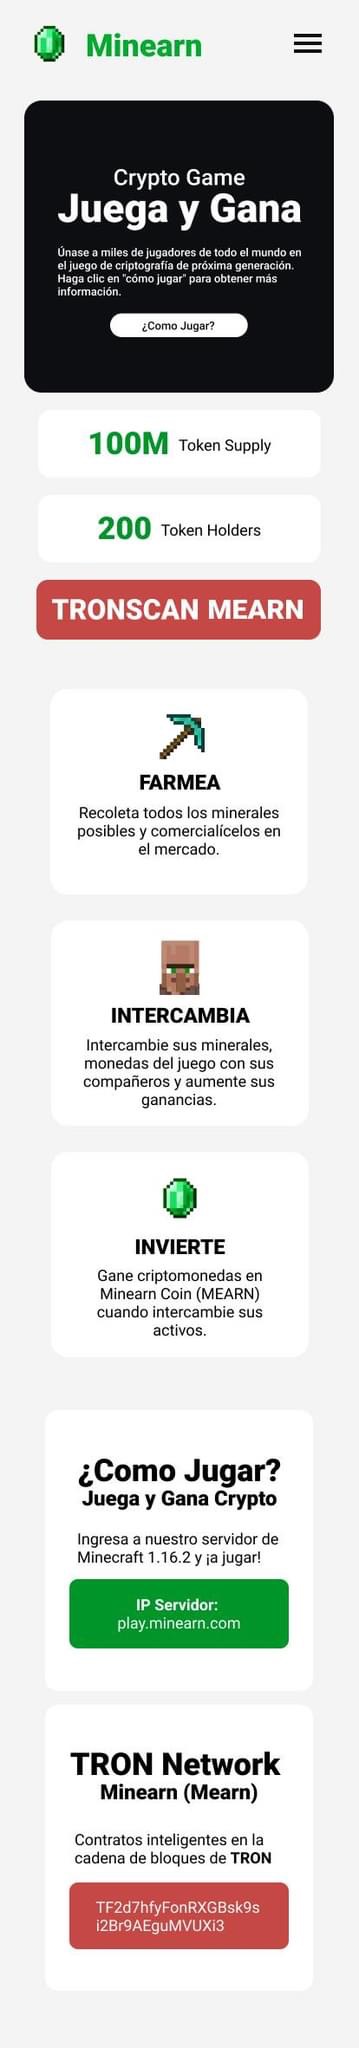 Minearn
Crypto Game
Juega y Gana
Únase a miles de jugadores de todo el mundo en
el juego de criptografía de próxima generación.
Haga clic en "cómo jugar" para obtener más
información.
¿Como Jugar?
100M Token Supply
200 Token Holders
TRONSCAN MEARN
FARMEA
Recoleta todos los minerales
posibles y comercialícelos en
el mercado.
INTERCAMBIA
Intercambie sus minerales,
monedas del juego con sus
compañeros y aumente sus
ganancias.
INVIERTE
Gane criptomonedas en
Minearn Coin (MEARN)
cuando intercambie sus
activos.
¿Como Jugar?
Juega y Gana Crypto
Ingresa a nuestro servidor de
Minecraft 1.16.2 y ¡a jugar!
IP Servidor:
play.minearn.com
TRON Network
Minearn (Mearn)
Contratos inteligentes en la
cadena de bloques de TRON
TF2d7hfyFonRXGBsk9s
i2Br9AEguMVUXi3